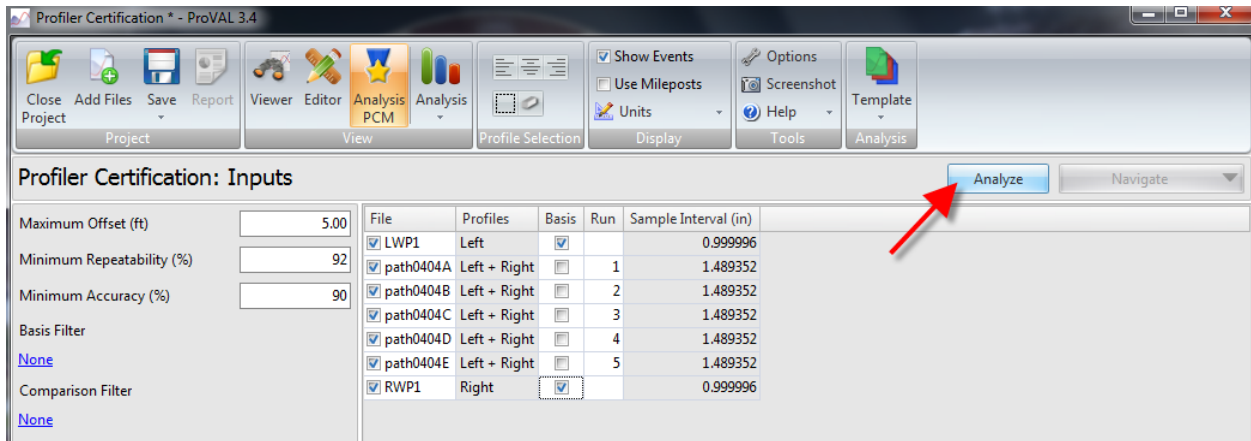 Profiler Certification * - ProVAL 3.4
Close Project
Add Files
Save
Report
Project
Viewer
Editor
Analysis PCM
Analysis
View
Profile Selection
Show Events
Use Mileposts
Units
Display
Options
Screenshot
Help
Tools
Template
Analysis
Profiler Certification: Inputs
Analyze
Navigate
Maximum Offset (ft) 5.00
Minimum Repeatability (%) 92
Minimum Accuracy (%) 90
Basis Filter
None
Comparison Filter
None
File Profiles Basis Run Sample Interval (in)
LWP1 Left 0.999996
path0404A Left + Right 1 1.489352
path0404B Left + Right 2 1.489352
path0404C Left + Right 3 1.489352
path0404D Left + Right 4 1.489352
path0404E Left + Right 5 1.489352
RWP1 Right 0.999996